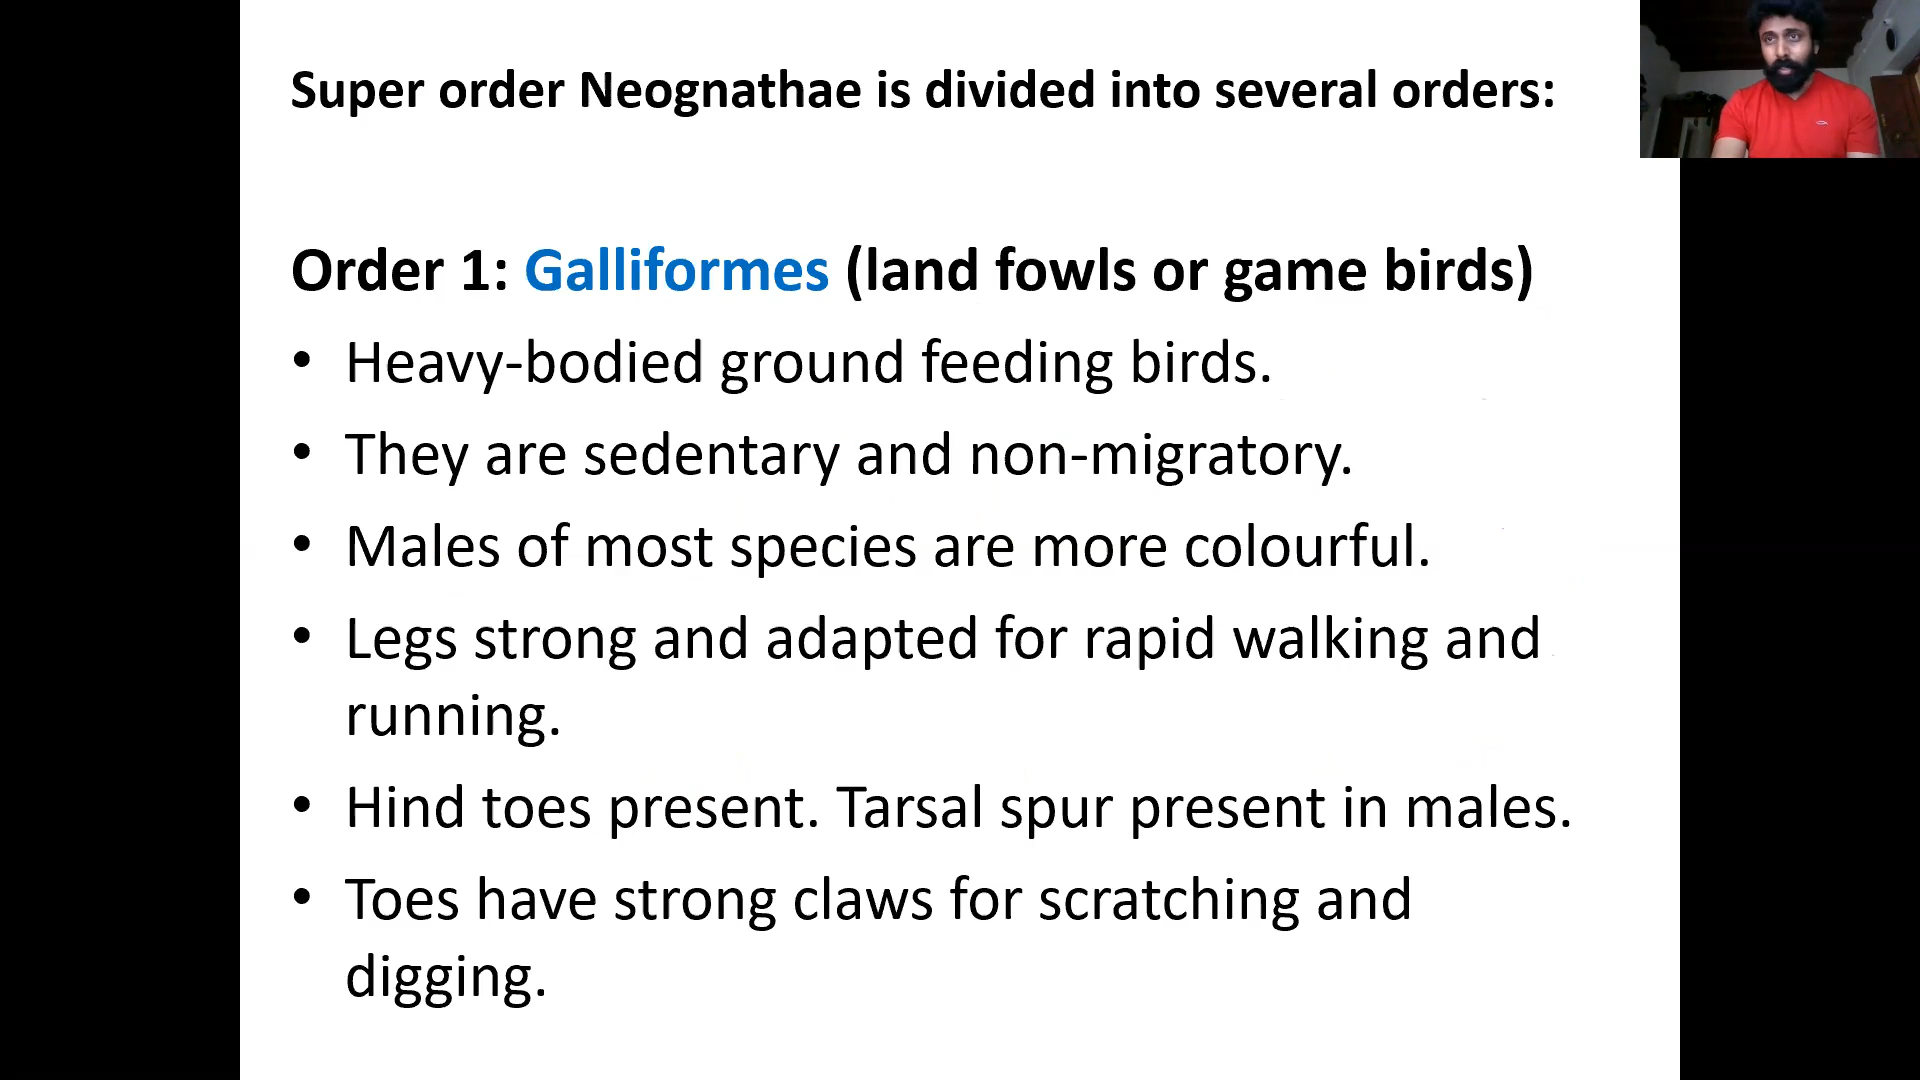 Super order Neognathae is divided into several orders:
Order 1: Galliformes (land fowls or game birds)
• Heavy-bodied ground feeding birds.
• They are sedentary and non-migratory.
• Males of most species are more colourful.
• Legs strong and adapted for rapid walking and
running.
• Hind toes present. Tarsal spur present in males.
• Toes have strong claws for scratching and
digging.